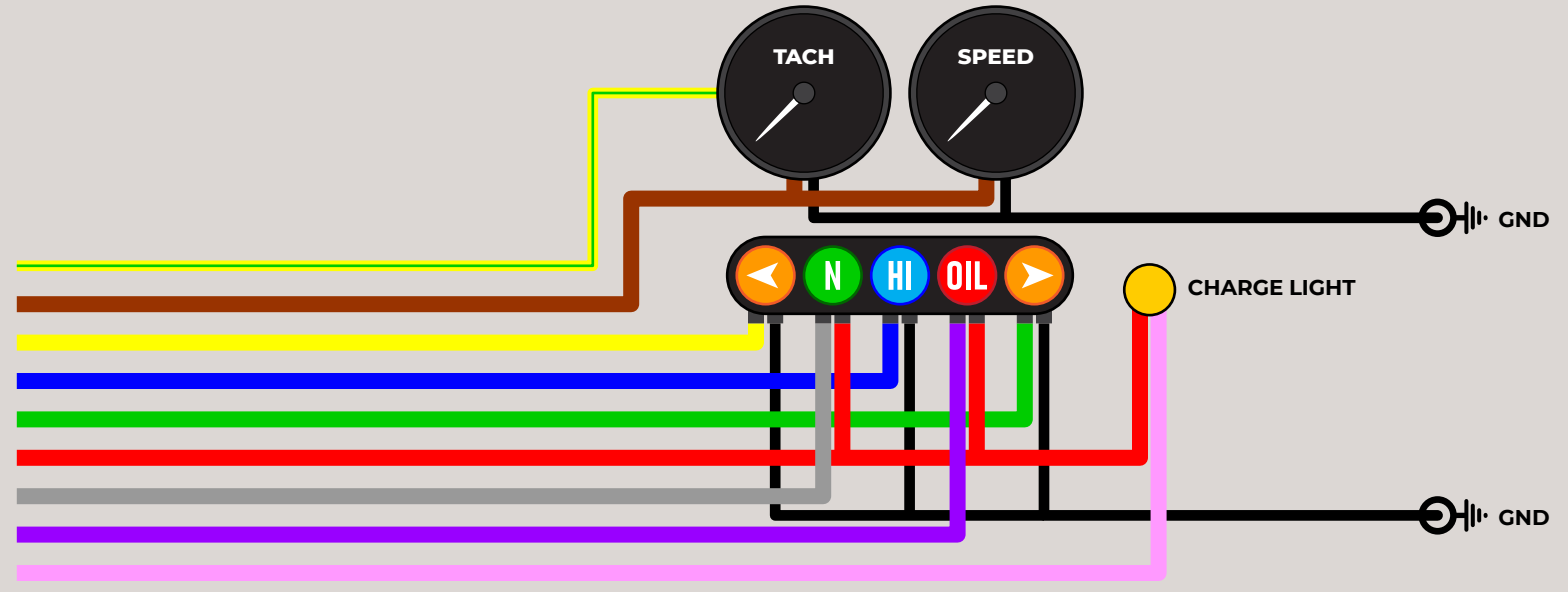 TACH
SPEED
GND
N
HI
OIL
CHARGE LIGHT
GND